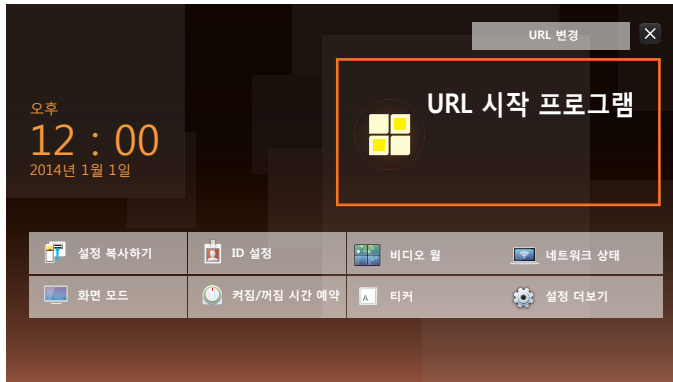 URL 변경
URL 시작 프로그램
오후
12 : 00
2014년 1월 1일
설정 복사하기
ID 설정
비디오 월
네트워크 상태
화면 모드
켜짐/꺼짐 시간 예약
A
티커
설정 더보기